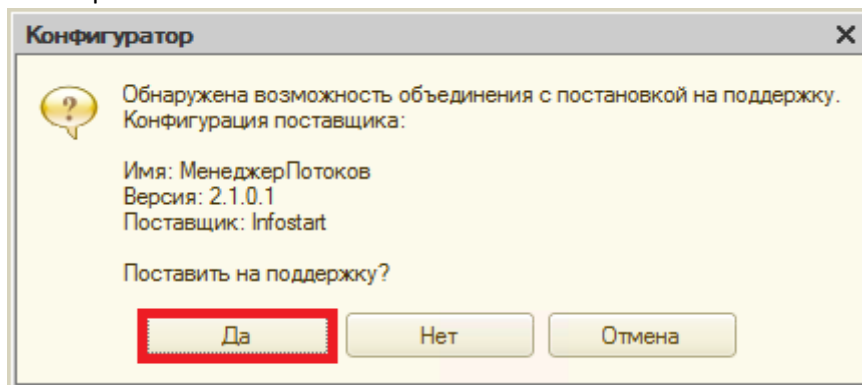 Конфигуратор
Обнаружена возможность объединения с постановкой на поддержку.
Конфигурация поставщика:
Имя: МенеджерПотоков
Версия: 2.1.0.1
Поставщик: Infostart
Поставить на поддержку?
Да Нет Отмена